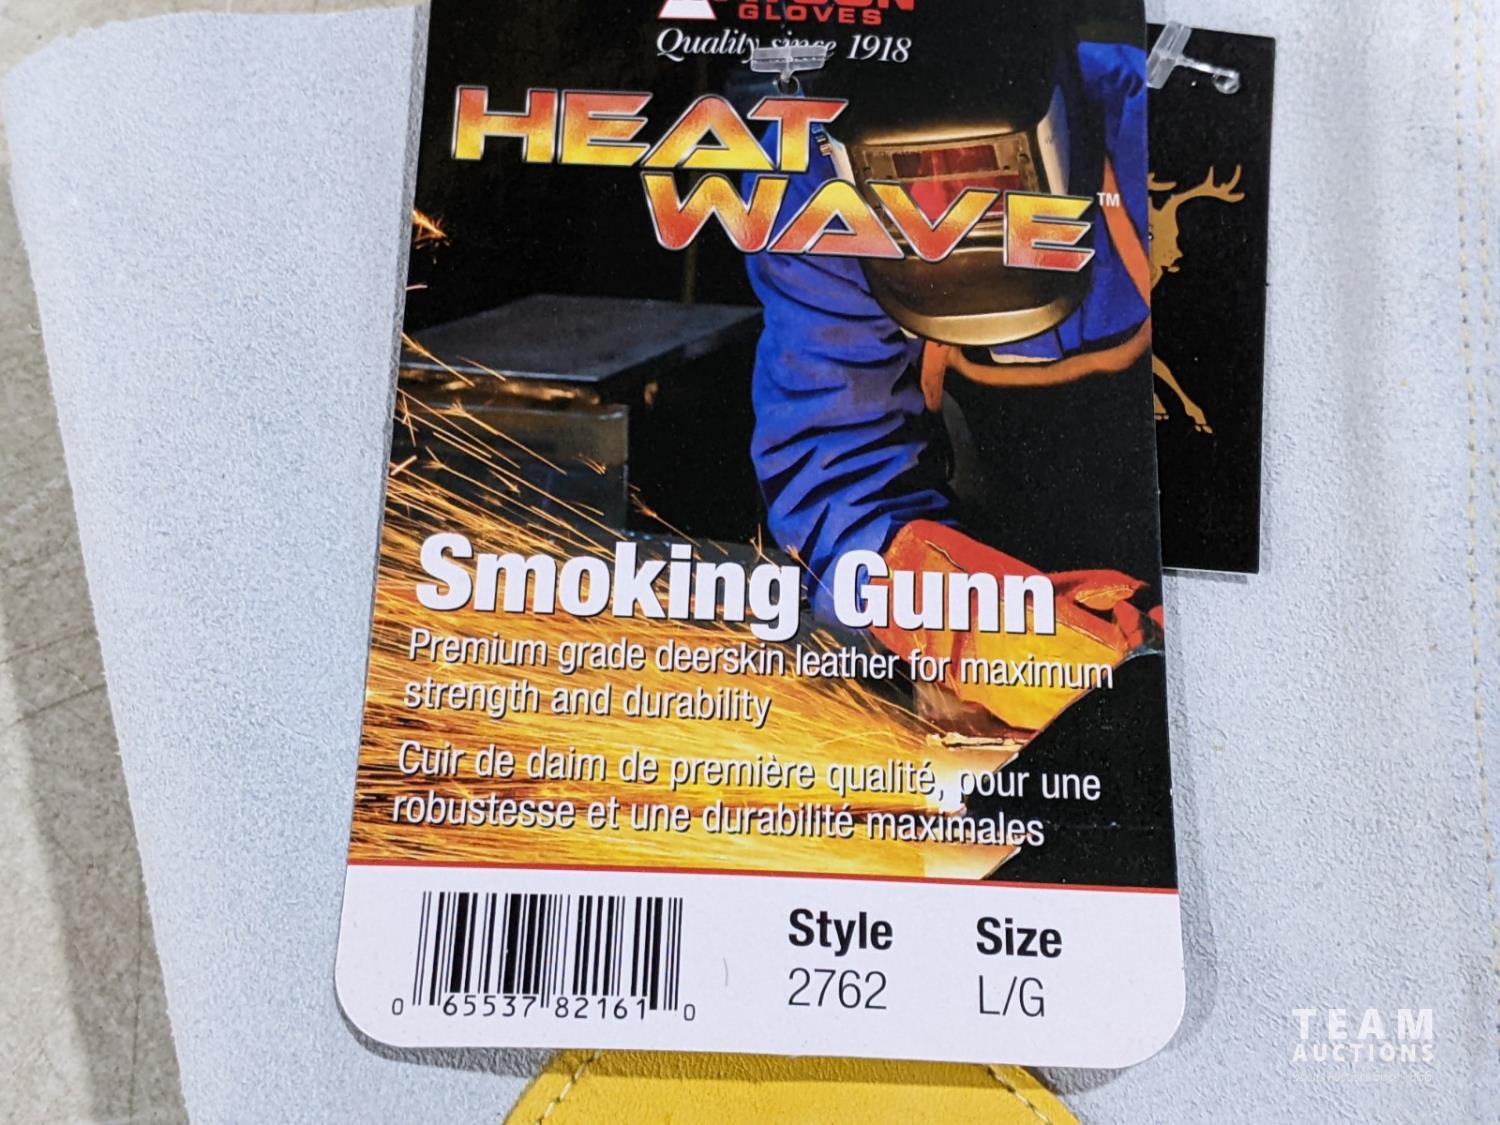 GLOVES
Quality since 1918
HEAT
WAVE™
Smoking Gunn
Premium grade deerskin leather for maximum
strength and durability
Cuir de daim de première qualité, pour une
robustesse et une durabilité maximales
Style Size
2762 L/G
0 65537 82161 0
TEAM
AUCTIONS